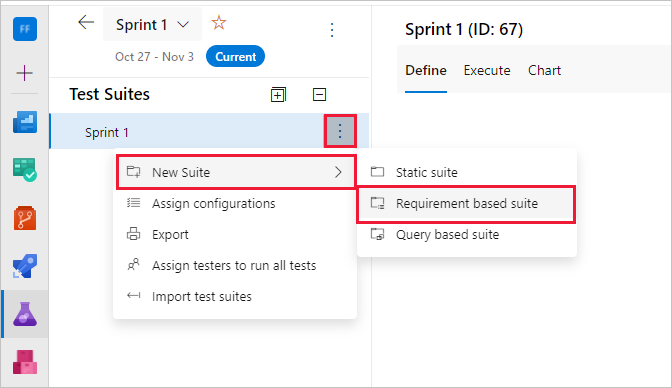 FF
Sprint 1
Oct 27 - Nov 3
Current
Test Suites
Sprint 1
New Suite
Assign configurations
Export
Assign testers to run all tests
Import test suites
Static suite
Requirement based suite
Query based suite
Sprint 1 (ID: 67)
Define Execute Chart